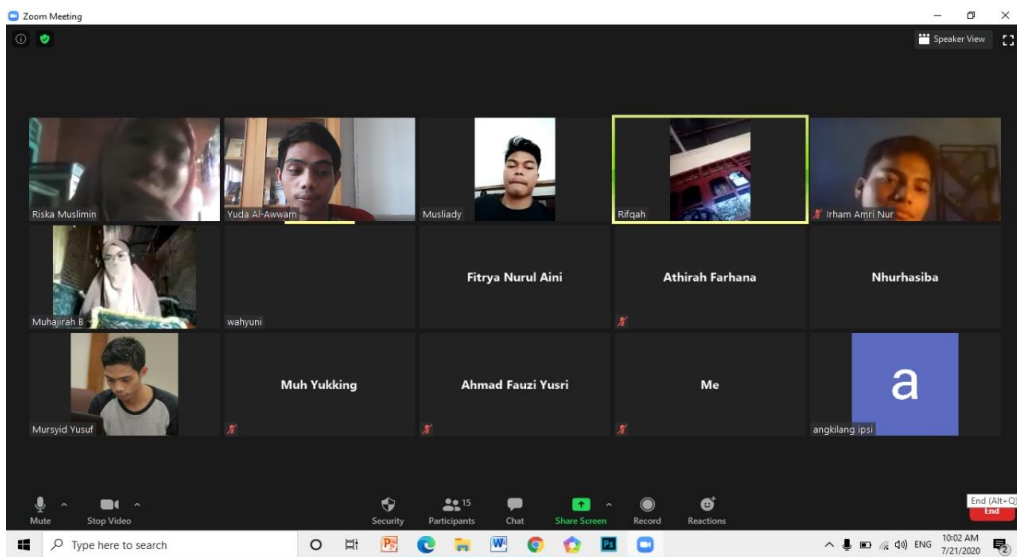 Zoom Meeting
Speaker View
Riska Muslimin
Yuda Al-Awwam
Musliady
Rifqah
Irham Amri Nur
Muhajirah B
wahyuni
Fitrya Nurul Aini
Athirah Farhana
Nhurhasiba
Mursyid Yusuf
Muh Yukking
Ahmad Fauzi Yusri
Me
a
angkilang ipsi
Mute
Stop Video
Security
15
Participants
Chat
Share Screen
Record
Reactions
End (Alt+Q)
End
Type here to search
ENG
10:02 AM
7/21/2020
2